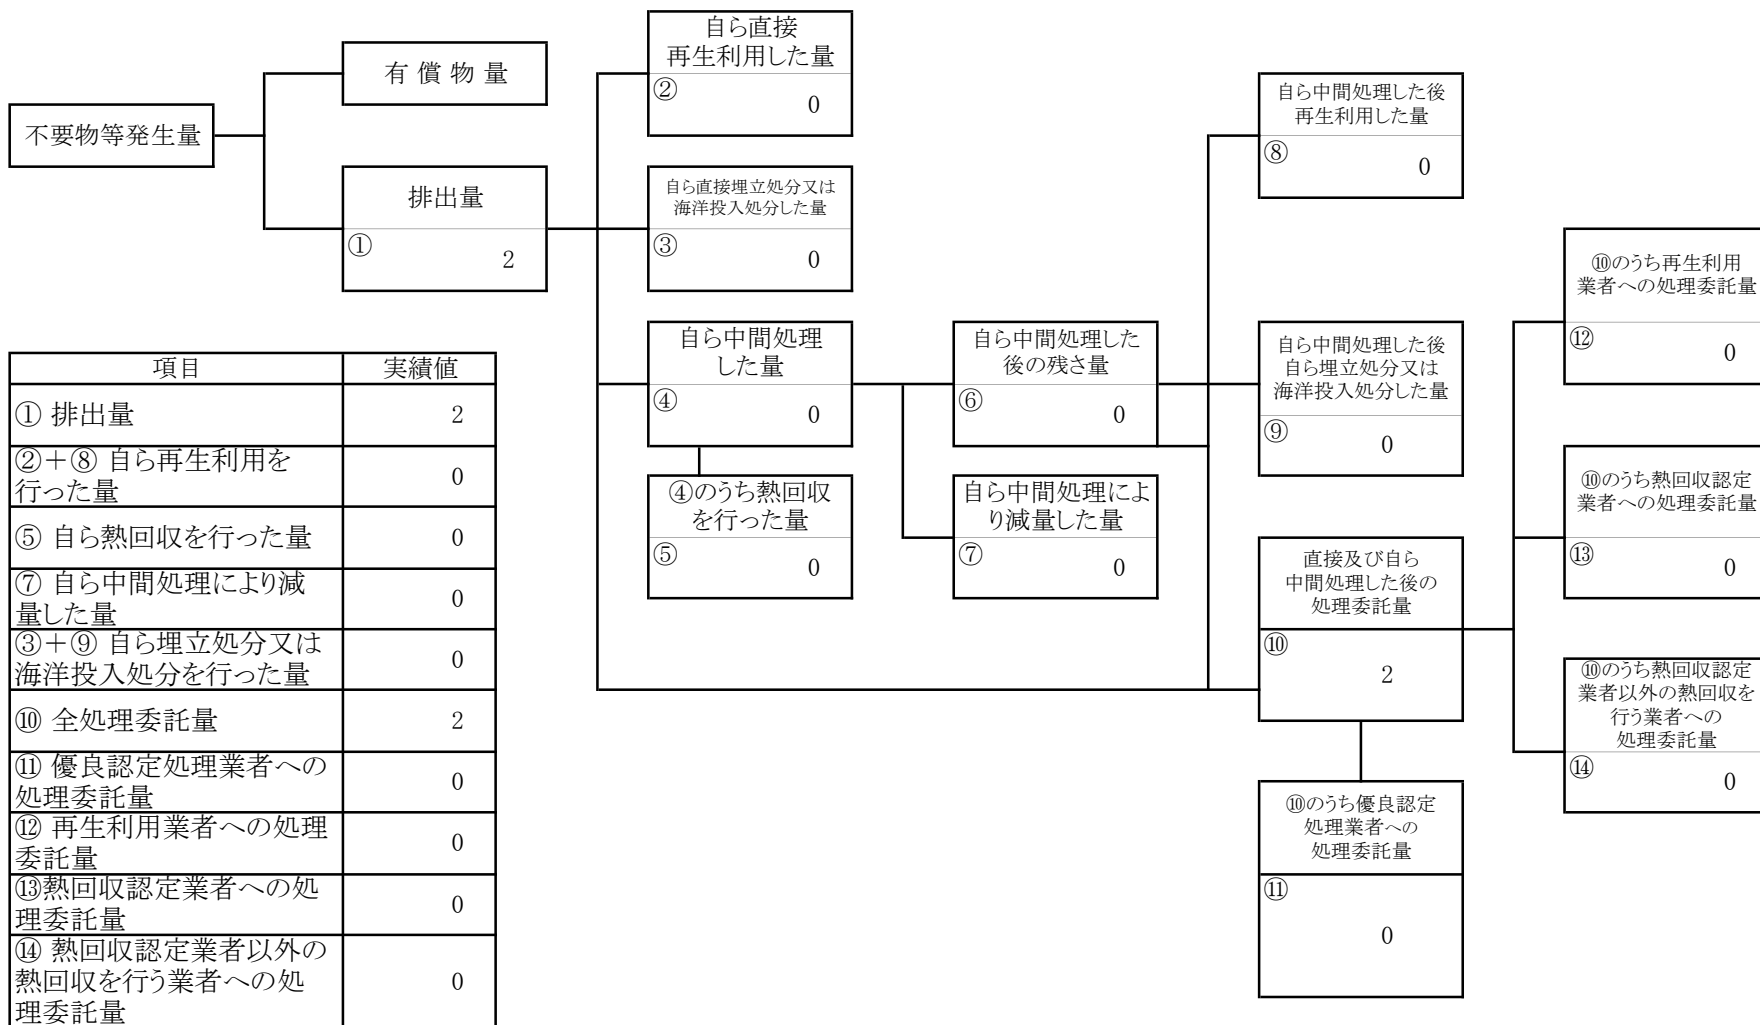 自ら直接
再生利用した量
②
0
有 償 物 量
不要物等発生量
排出量
①
2
自ら直接埋立処分又は
海洋投入処分した量
③
0
自ら中間処理
した量
④
0
④のうち熱回収
を行った量
⑤
0
自ら中間処理した
後の残さ量
⑥
0
自ら中間処理によ
り減量した量
⑦
0
自ら中間処理した後
再生利用した量
⑧
0
自ら中間処理した後
自ら埋立処分又は
海洋投入処分した量
⑨
0
直接及び自ら
中間処理した後の
処理委託量
⑩
2
⑩のうち優良認定
処理業者への
処理委託量
⑪
0
⑩のうち再生利用
業者への処理委託量
⑫
0
⑩のうち熱回収認定
業者への処理委託量
⑬
0
⑩のうち熱回収認定
業者以外の熱回収を
行う業者への
処理委託量
⑭
0
項目 実績値
① 排出量 2
②+⑧ 自ら再生利用を
行った量 0
⑤ 自ら熱回収を行った量 0
⑦ 自ら中間処理により減
量した量 0
③+⑨ 自ら埋立処分又は
海洋投入処分を行った量 0
⑩ 全処理委託量 2
⑪ 優良認定処理業者への
処理委託量 0
⑫ 再生利用業者への処理
委託量 0
⑬熱回収認定業者への処
理委託量 0
⑭ 熱回収認定業者以外の
熱回収を行う業者への処
理委託量 0